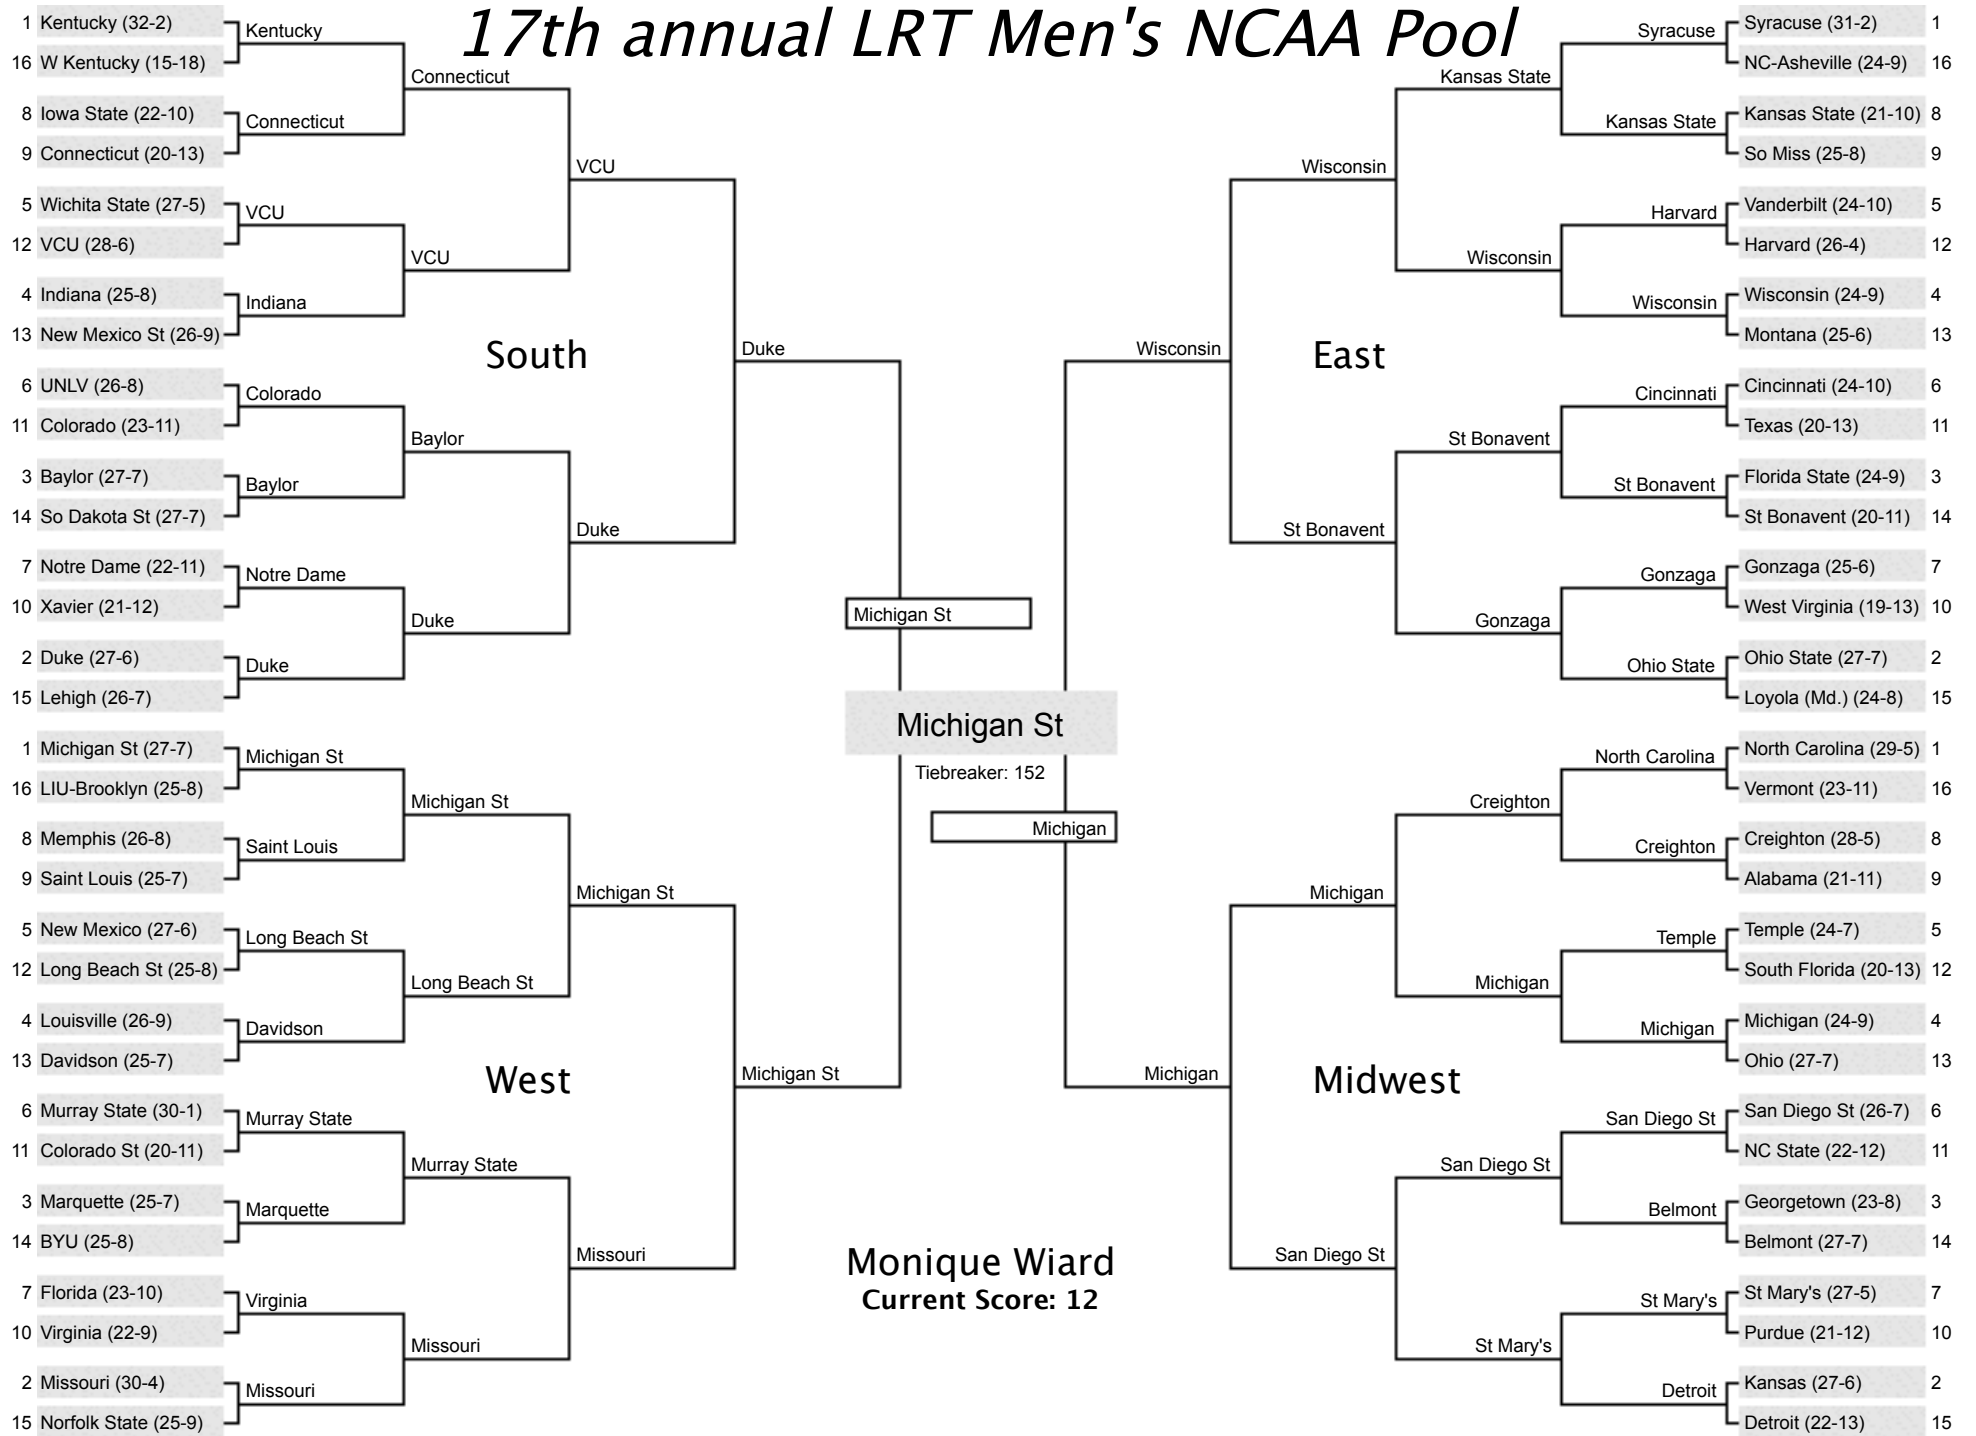 17th annual LRT Men's NCAA Pool
1 Kentucky (32-2)
16 W Kentucky (15-18)
8 Iowa State (22-10)
9 Connecticut (20-13)
5 Wichita State (27-5)
12 VCU (28-6)
4 Indiana (25-8)
13 New Mexico St (26-9)
6 UNLV (26-8)
11 Colorado (23-11)
3 Baylor (27-7)
14 So Dakota St (27-7)
7 Notre Dame (22-11)
10 Xavier (21-12)
2 Duke (27-6)
15 Lehigh (26-7)
Kentucky
Connecticut
VCU
Indiana
Colorado
Baylor
Notre Dame
Duke
Connecticut
VCU
Baylor
Duke
VCU
Duke
Duke
South
1 Michigan St (27-7)
16 LIU-Brooklyn (25-8)
8 Memphis (26-8)
9 Saint Louis (25-7)
5 New Mexico (27-6)
12 Long Beach St (25-8)
4 Louisville (26-9)
13 Davidson (25-7)
6 Murray State (30-1)
11 Colorado St (20-11)
3 Marquette (25-7)
14 BYU (25-8)
7 Florida (23-10)
10 Virginia (22-9)
2 Missouri (30-4)
15 Norfolk State (25-9)
Michigan St
Saint Louis
Long Beach St
Davidson
Murray State
Marquette
Virginia
Missouri
Michigan St
Long Beach St
Murray State
Missouri
Michigan St
Missouri
Michigan St
West
Michigan St
Michigan St
Tiebreaker: 152
Michigan
Syracuse (31-2) 1
NC-Asheville (24-9) 16
Kansas State (21-10) 8
So Miss (25-8) 9
Vanderbilt (24-10) 5
Harvard (26-4) 12
Wisconsin (24-9) 4
Montana (25-6) 13
Cincinnati (24-10) 6
Texas (20-13) 11
Florida State (24-9) 3
St Bonavent (20-11) 14
Gonzaga (25-6) 7
West Virginia (19-13) 10
Ohio State (27-7) 2
Loyola (Md.) (24-8) 15
Syracuse
Kansas State
Harvard
Wisconsin
Cincinnati
St Bonavent
Gonzaga
Ohio State
Kansas State
Wisconsin
St Bonavent
Gonzaga
Wisconsin
St Bonavent
Wisconsin
East
North Carolina (29-5) 1
Vermont (23-11) 16
Creighton (28-5) 8
Alabama (21-11) 9
Temple (24-7) 5
South Florida (20-13) 12
Michigan (24-9) 4
Ohio (27-7) 13
San Diego St (26-7) 6
NC State (22-12) 11
Georgetown (23-8) 3
Belmont (27-7) 14
St Mary's (27-5) 7
Purdue (21-12) 10
Kansas (27-6) 2
Detroit (22-13) 15
North Carolina
Creighton
Temple
Michigan
San Diego St
Belmont
St Mary's
Detroit
Creighton
Michigan
San Diego St
St Mary's
Michigan
San Diego St
Michigan
Midwest
Monique Wiard
Current Score: 12